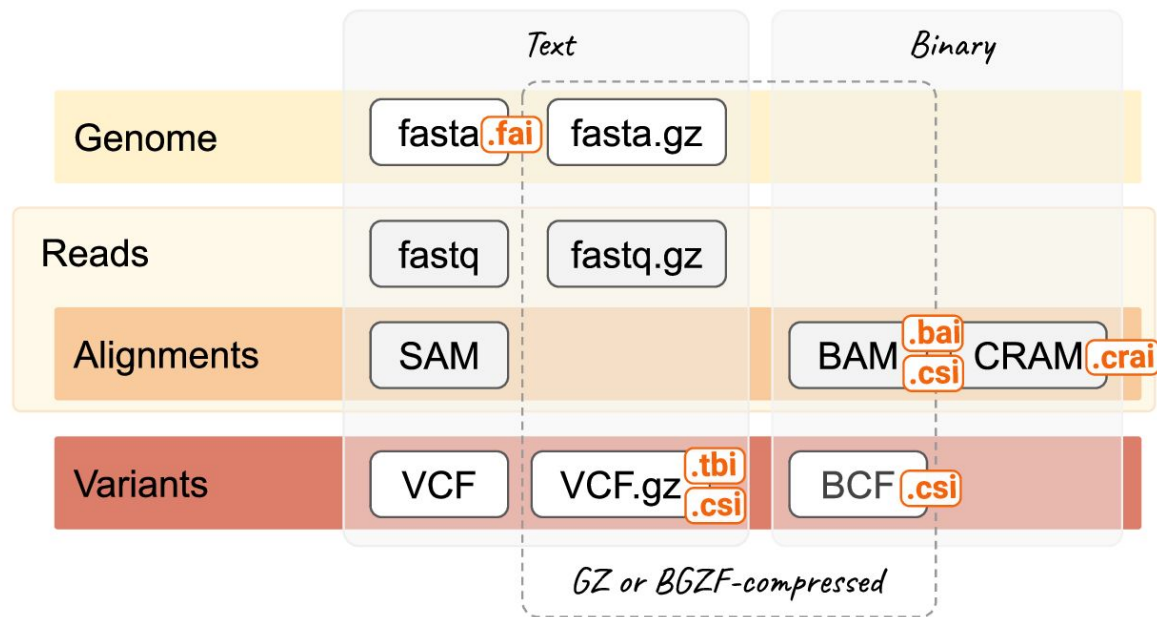 Text
Binary
Genome
fasta .fai
fasta.gz
Reads
fastq
fastq.gz
Alignments
SAM
BAM .bai .csi
CRAM .crai
Variants
VCF
VCF.gz .tbi .csi
BCF .csi
GZ or BGZF-compressed